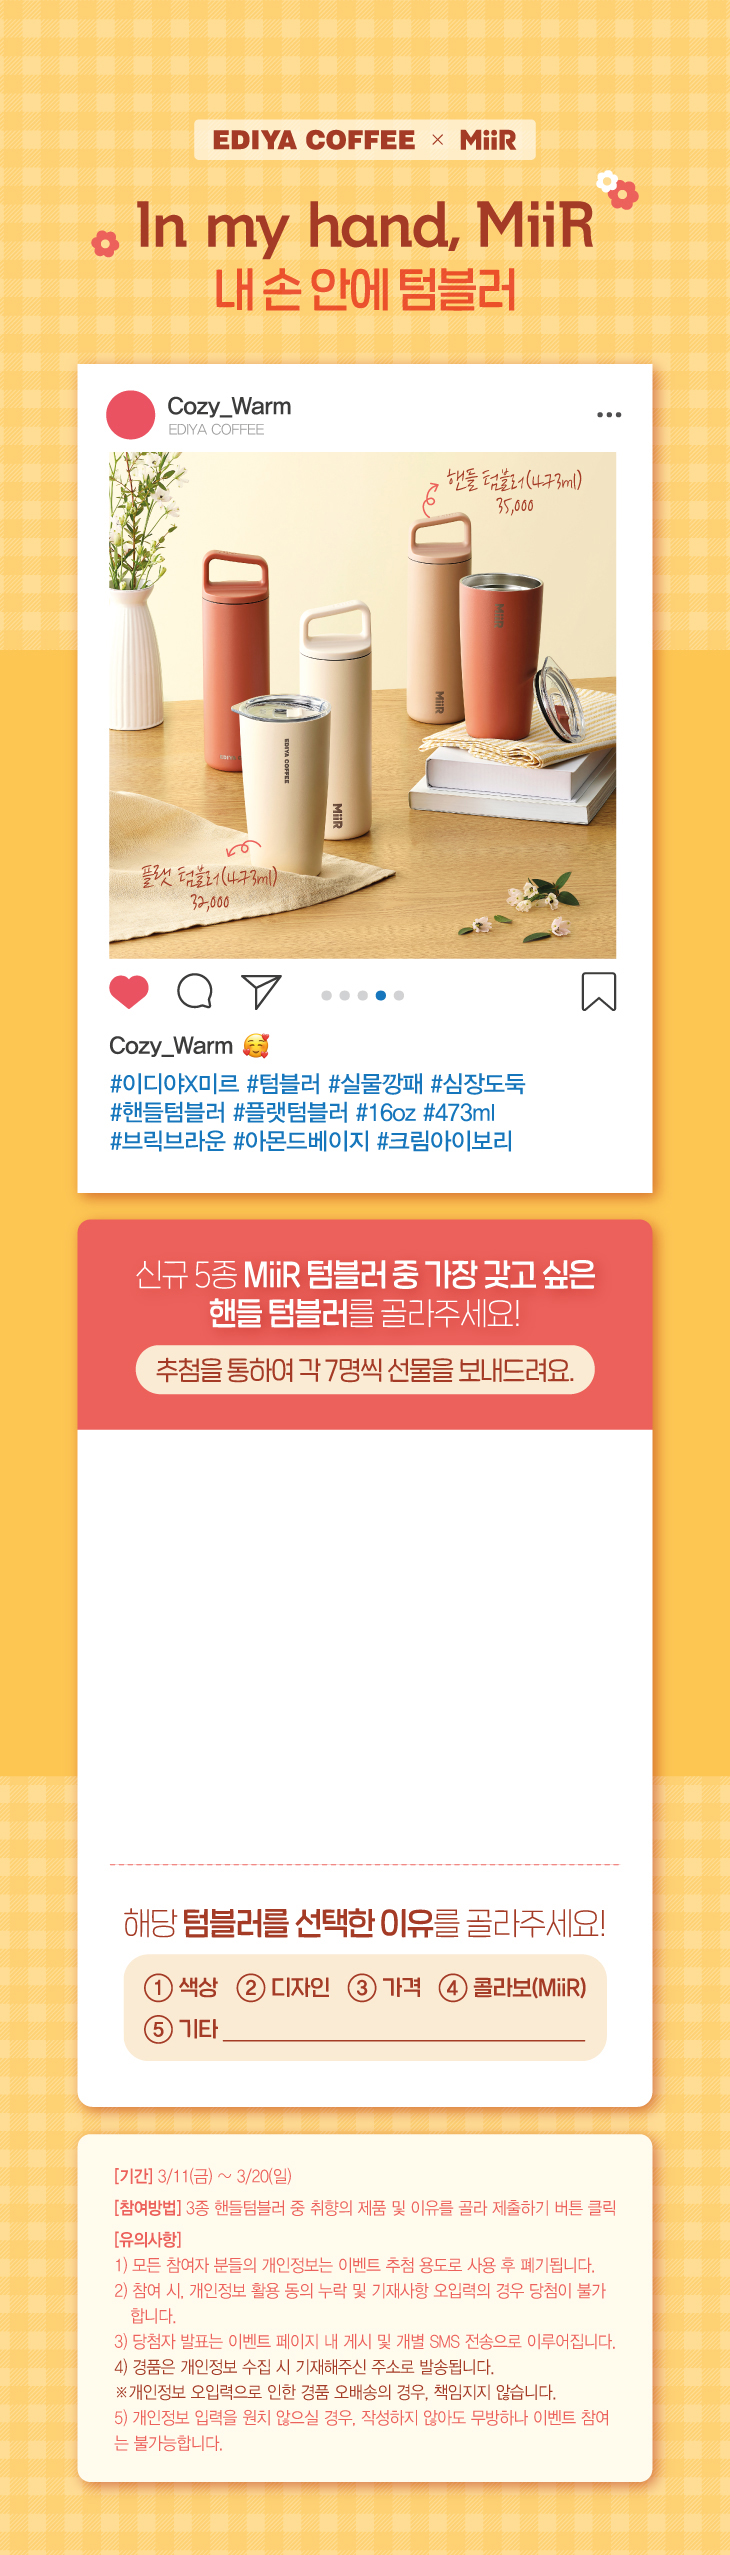 EDIYA COFFEE × MiiR
In my hand, MiiR
내 손 안에 텀블러
Cozy_Warm
EDIYA COFFEE
핸들 텀블러(473ml)
35,000
MiiR
MiiR
EDIYA COFFEE
MiiR
플랫 텀블러(473ml)
32,000
Cozy_Warm 🥰
#이디야X미르 #텀블러 #실물깡패 #심장도둑
#핸들텀블러 #플랫텀블러 #16oz #473ml
#브릭브라운 #아몬드베이지 #크림아이보리
신규 5종 MiiR 텀블러 중 가장 갖고 싶은
핸들 텀블러를 골라주세요!
추첨을 통하여 각 7명씩 선물을 보내드려요.
해당 텀블러를 선택한 이유를 골라주세요!
① 색상 ② 디자인 ③ 가격 ④ 콜라보(MiiR)
⑤ 기타
[기간] 3/11(금) ~ 3/20(일)
[참여방법] 3종 핸들텀블러 중 취향의 제품 및 이유를 골라 제출하기 버튼 클릭
[유의사항]
1) 모든 참여자 분들의 개인정보는 이벤트 추첨 용도로 사용 후 폐기됩니다.
2) 참여 시, 개인정보 활용 동의 누락 및 기재사항 오입력의 경우 당첨이 불가
합니다.
3) 당첨자 발표는 이벤트 페이지 내 게시 및 개별 SMS 전송으로 이루어집니다.
4) 경품은 개인정보 수집 시 기재해주신 주소로 발송됩니다.
※개인정보 오입력으로 인한 경품 오배송의 경우, 책임지지 않습니다.
5) 개인정보 입력을 원치 않으실 경우, 작성하지 않아도 무방하나 이벤트 참여
는 불가능합니다.